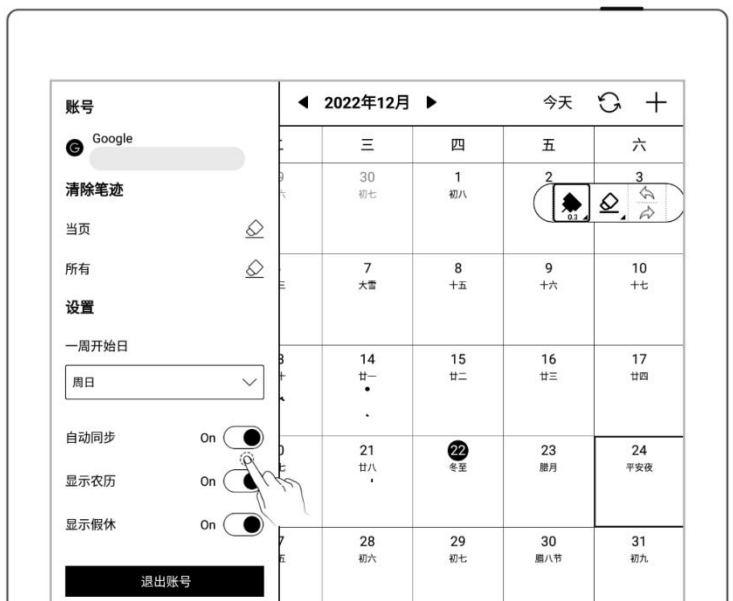 账号
Google
清除笔迹
当页
所有
设置
一周开始日
周日
自动同步 On
显示农历 On
显示假休 On
退出账号
2022年12月 今天
三 四 五 六
30 1 2 3
初七 初八
0.3
7 8 9 10
大雪 十五 十六 十七
14 15 16 17
廿一 廿二 廿三 廿四
21 22 23 24
廿八 冬至 腊月 平安夜
28 29 30 31
初六 初七 腊八节 初九